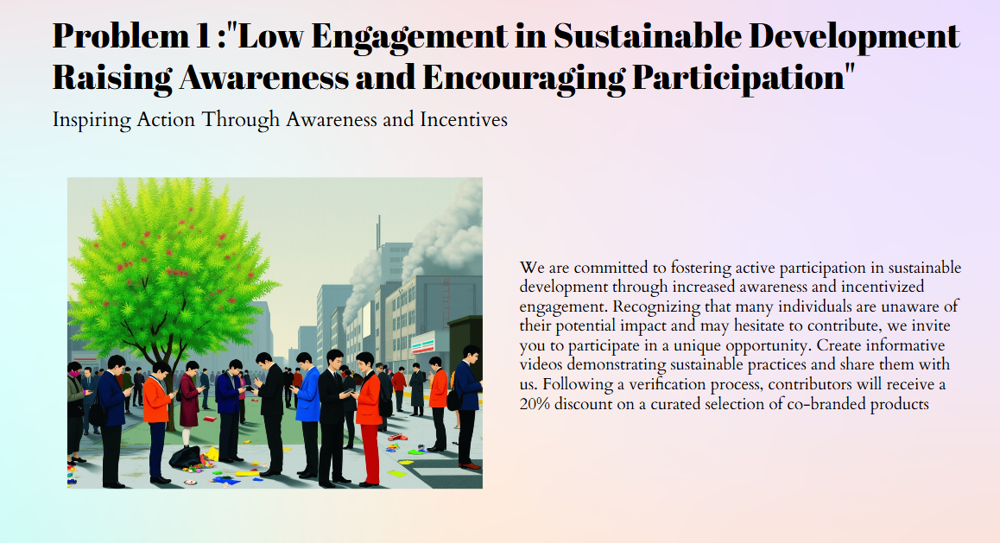 Problem 1 :"Low Engagement in Sustainable Development
Raising Awareness and Encouraging Participation"
Inspiring Action Through Awareness and Incentives
We are committed to fostering active participation in sustainable
development through increased awareness and incentivized
engagement. Recognizing that many individuals are unaware of
their potential impact and may hesitate to contribute, we invite
you to participate in a unique opportunity. Create informative
videos demonstrating sustainable practices and share them with
us. Following a verification process, contributors will receive a
20% discount on a curated selection of co-branded products